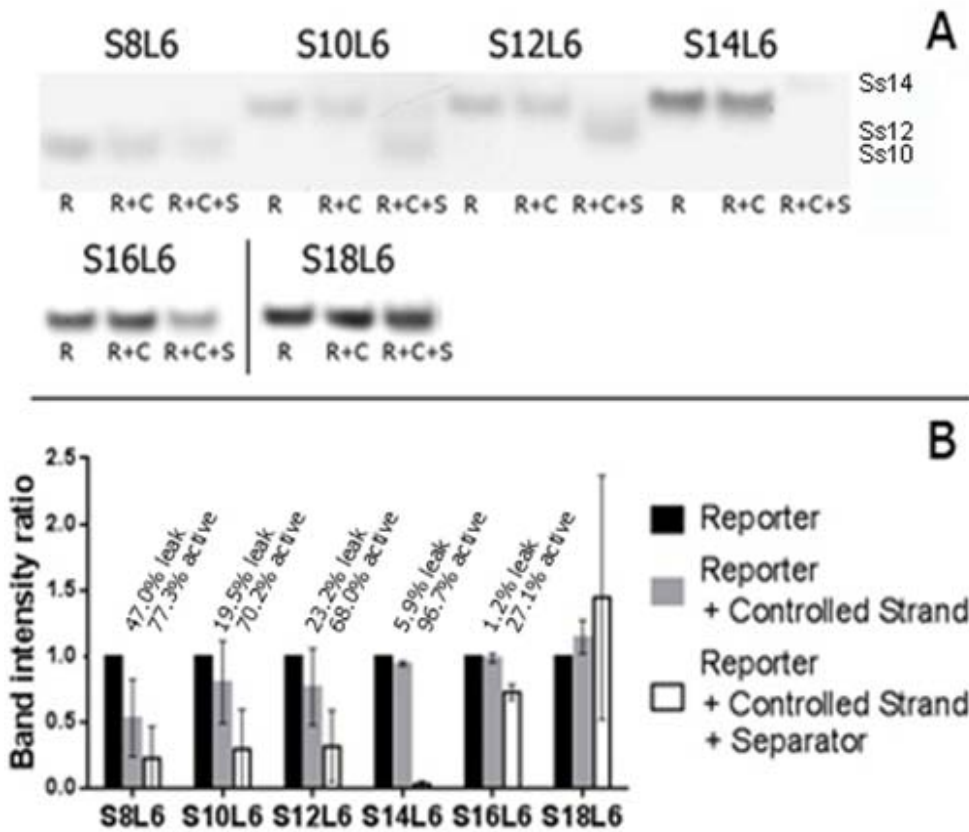 A
S8L6 S10L6 S12L6 S14L6
Ss14
Ss12
Ss10
R R+C R+C+S R R+C R+C+S R R+C R+C+S R R+C R+C+S
S16L6 S18L6
R R+C R+C+S R R+C R+C+S
B
Band intensity ratio
2.5
2.0
1.5
1.0
0.5
0.0
47.0% leak
77.3% active
19.5% leak
70.2% active
23.2% leak
68.0% active
5.9% leak
96.7% active
1.2% leak
27.1% active
S8L6 S10L6 S12L6 S14L6 S16L6 S18L6
Reporter
Reporter
+ Controlled Strand
Reporter
+ Controlled Strand
+ Separator